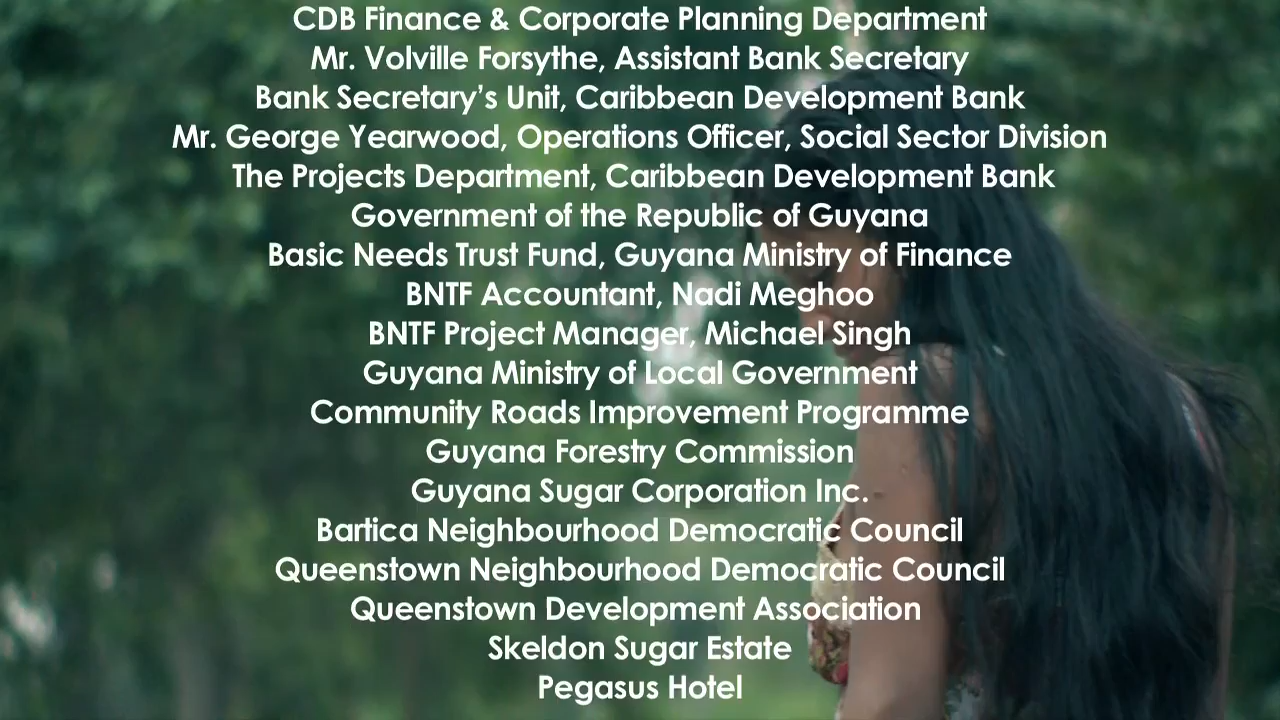 CDB Finance & Corporate Planning Department
Mr. Volville Forsythe, Assistant Bank Secretary
Bank Secretary’s Unit, Caribbean Development Bank
Mr. George Yearwood, Operations Officer, Social Sector Division
The Projects Department, Caribbean Development Bank
Government of the Republic of Guyana
Basic Needs Trust Fund, Guyana Ministry of Finance
BNTF Accountant, Nadi Meghoo
BNTF Project Manager, Michael Singh
Guyana Ministry of Local Government
Community Roads Improvement Programme
Guyana Forestry Commission
Guyana Sugar Corporation Inc.
Bartica Neighbourhood Democratic Council
Queenstown Neighbourhood Democratic Council
Queenstown Development Association
Skeldon Sugar Estate
Pegasus Hotel